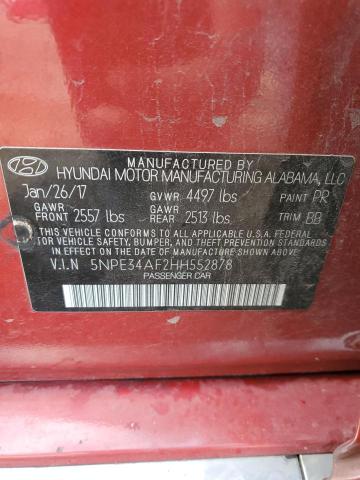 MANUFACTURED BY
HYUNDAI MOTOR MANUFACTURING ALABAMA, LLC
Jan/26/17 GVWR 4497 lbs PAINT PR
GAWR FRONT 2557 lbs GAWR REAR 2513 lbs TRIM BB
THIS VEHICLE CONFORMS TO ALL APPLICABLE U.S.A. FEDERAL
MOTOR VEHICLE SAFETY, BUMPER, AND THEFT PREVENTION STANDARDS
IN EFFECT ON THE DATE OF MANUFACTURE SHOWN ABOVE.
V.I.N 5NPE34AF2HH552878
PASSENGER CAR